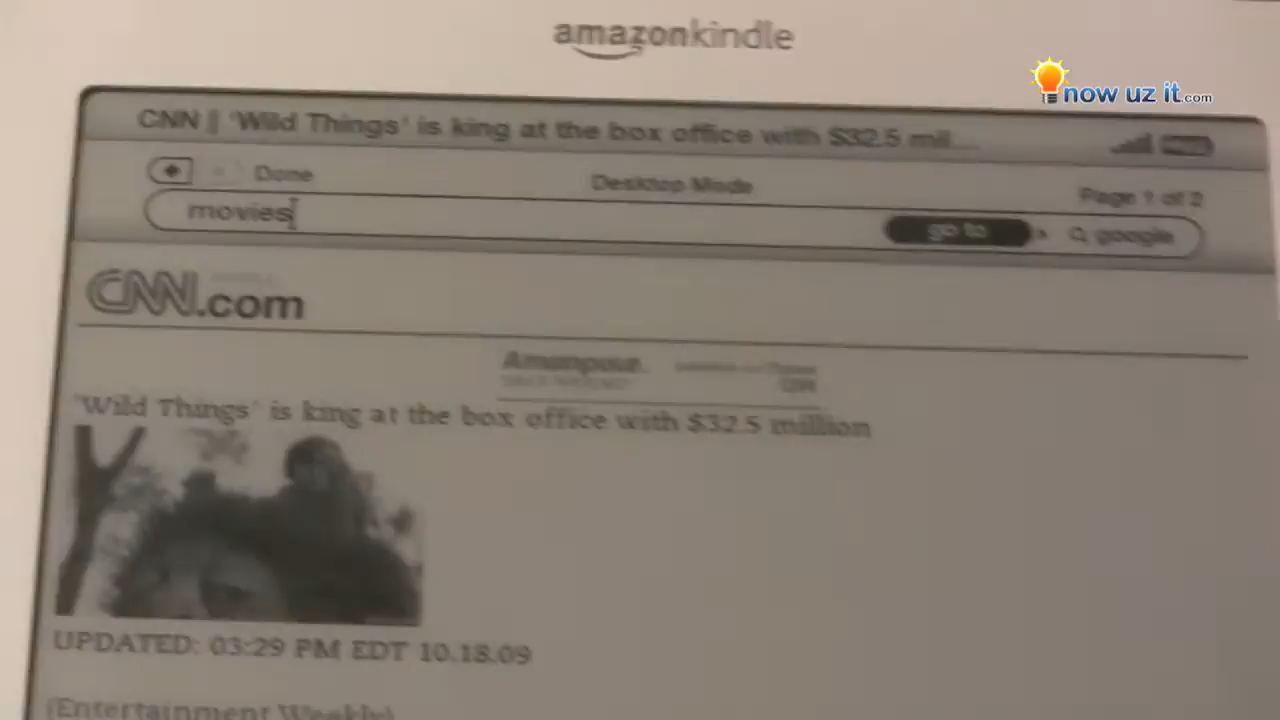 amazonkindle
now uz it.com
CNN || 'Wild Things' is king at the box office with $32.5 mil...
Done
Desktop Mode
Page 1 of 2
movies
go to
google
CNN.com
Amanpour.
'Wild Things' is king at the box office with $32.5 million
UPDATED: 03:29 PM EDT 10.18.09
(Entertainment Weekly)